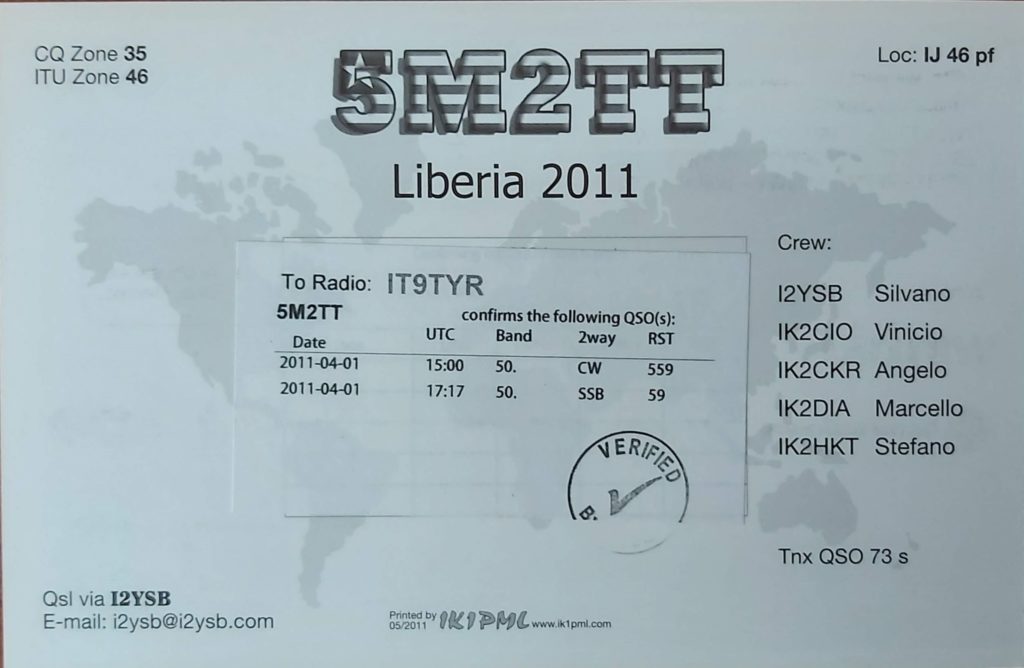 CQ Zone 35
ITU Zone 46
5M2TT
Loc: IJ 46 pf
Liberia 2011
To Radio: IT9TYR
5M2TT confirms the following QSO(s):
Date UTC Band 2way RST
2011-04-01 15:00 50. CW 559
2011-04-01 17:17 50. SSB 59
VERIFIED
B.
Crew:
I2YSB Silvano
IK2CIO Vinicio
IK2CKR Angelo
IK2DIA Marcello
IK2HKT Stefano
Tnx QSO 73 s
Qsl via I2YSB
E-mail: i2ysb@i2ysb.com
Printed by
05/2011 IK1PML www.ik1pml.com